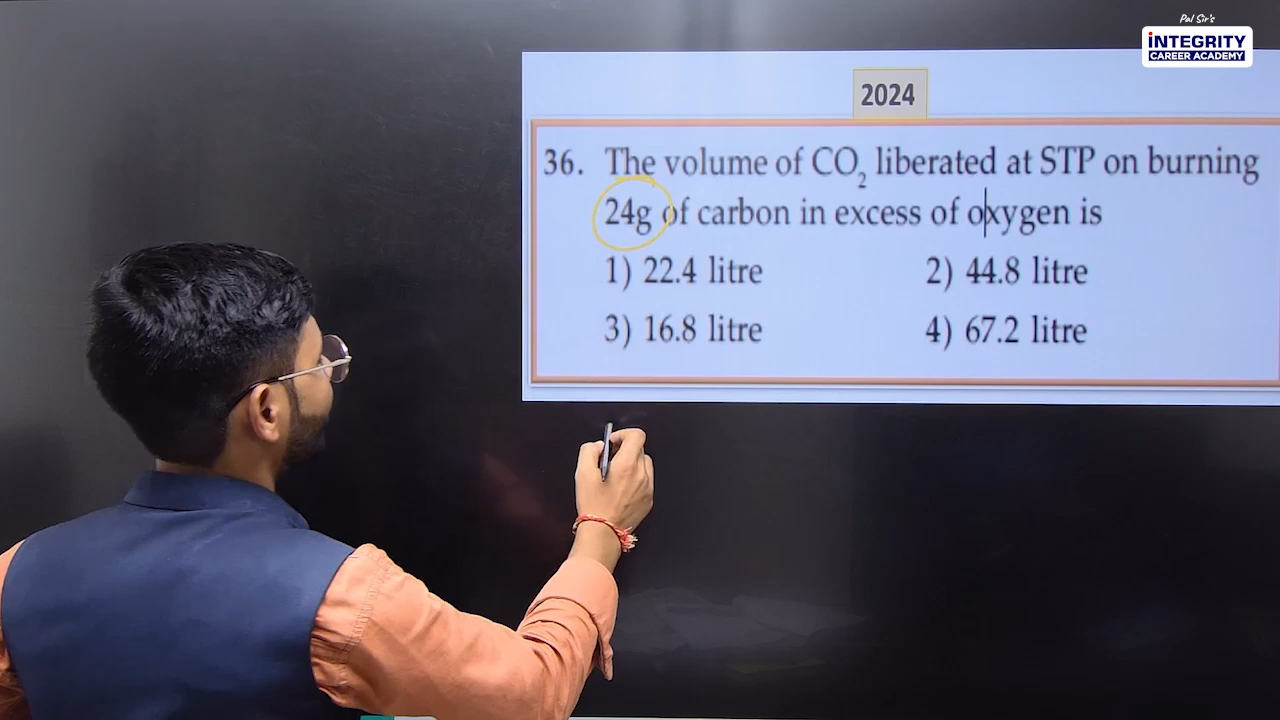 Pal Sir's
INTEGRITY
CAREER ACADEMY
2024
36. The volume of CO₂ liberated at STP on burning
24g of carbon in excess of oxygen is
1) 22.4 litre 2) 44.8 litre
3) 16.8 litre 4) 67.2 litre